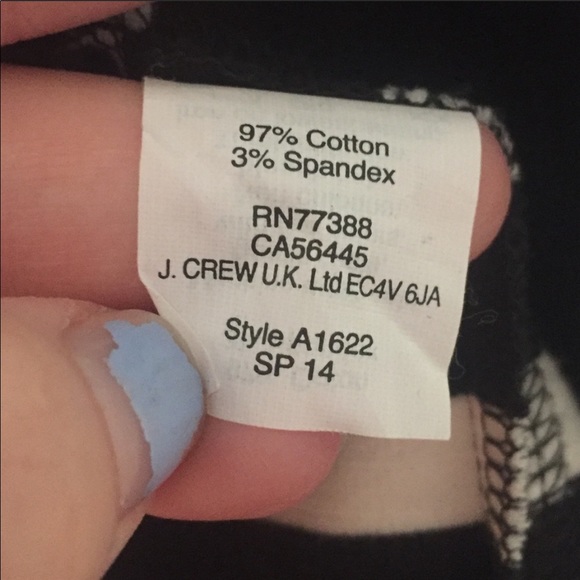 97% Cotton
3% Spandex
RN77388
CA56445
J. CREW U.K. Ltd EC4V 6JA
Style A1622
SP 14